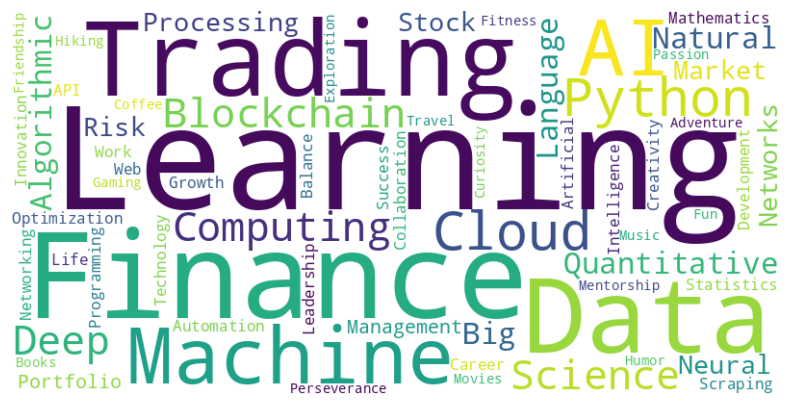 Processing
Stock
Fitness
Mathematics
Trading
AI
Natural
Hiking
Friendship
Exploration
Language
Passion
Market
Algorithmic
API
Coffee
Python
Innovation
Blockchain
Travel
Adventure
Risk
Learning
Work
Web
Gaming
Growth
Balance
Success
Collaboration
Curiosity
Artificial
Intelligence
Creativity
Development
Networks
Optimization
Computing
Cloud
Fun
Music
Finance
Networking
Life
Programming
Technology
Leadership
Quantitative
Mentorship
Statistics
Data
Deep
Machine
Automation
Management
Big
Books
Portfolio
Perseverance
Career
Movies
Science
Humor
Neural
Scraping